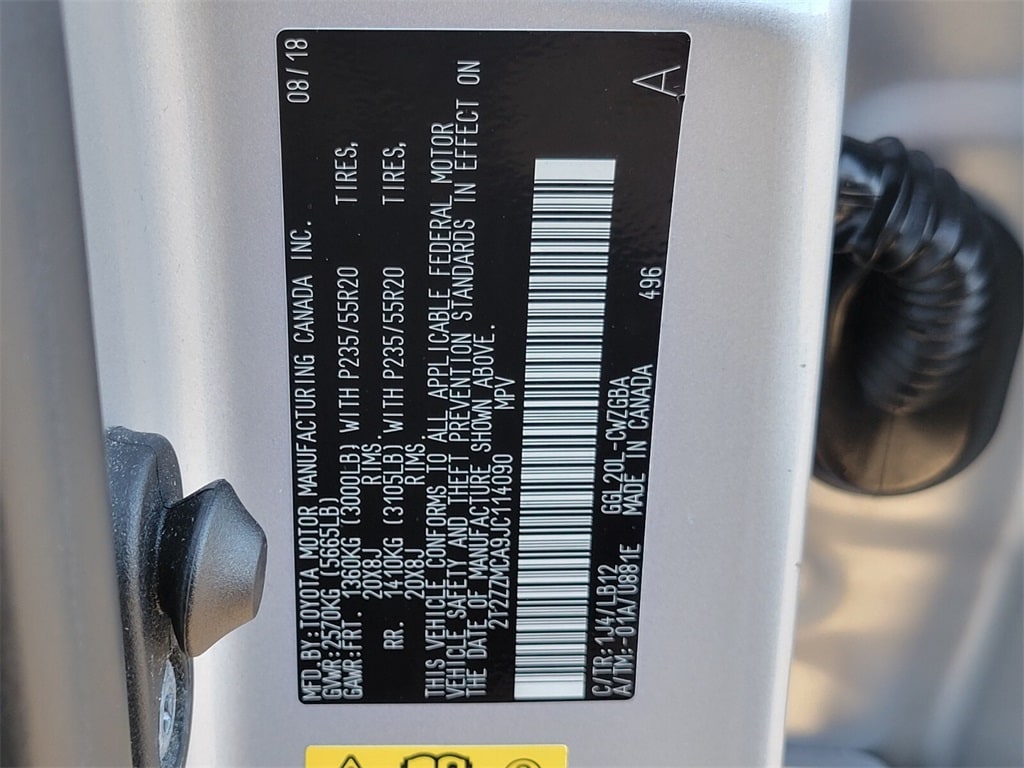 MFD.BY:TOYOTA MOTOR MANUFACTURING CANADA INC. 08/18
GVWR:2570KG (5665LB)
GAWR:FRT. 1360KG (3000LB) WITH P235/55R20 TIRES,
20X8J RIMS.
RR. 1410KG (3105LB) WITH P235/55R20 TIRES,
20X8J RIMS.
THIS VEHICLE CONFORMS TO ALL APPLICABLE FEDERAL MOTOR
VEHICLE SAFETY AND THEFT PREVENTION STANDARDS IN EFFECT ON
THE DATE OF MANUFACTURE SHOWN ABOVE.
2T2ZZMCA9JC114090 MPV
C/TR:1J4/LB12 GGL20L-CWZGBA A
A/TM:-01A/U881E MADE IN CANADA 496